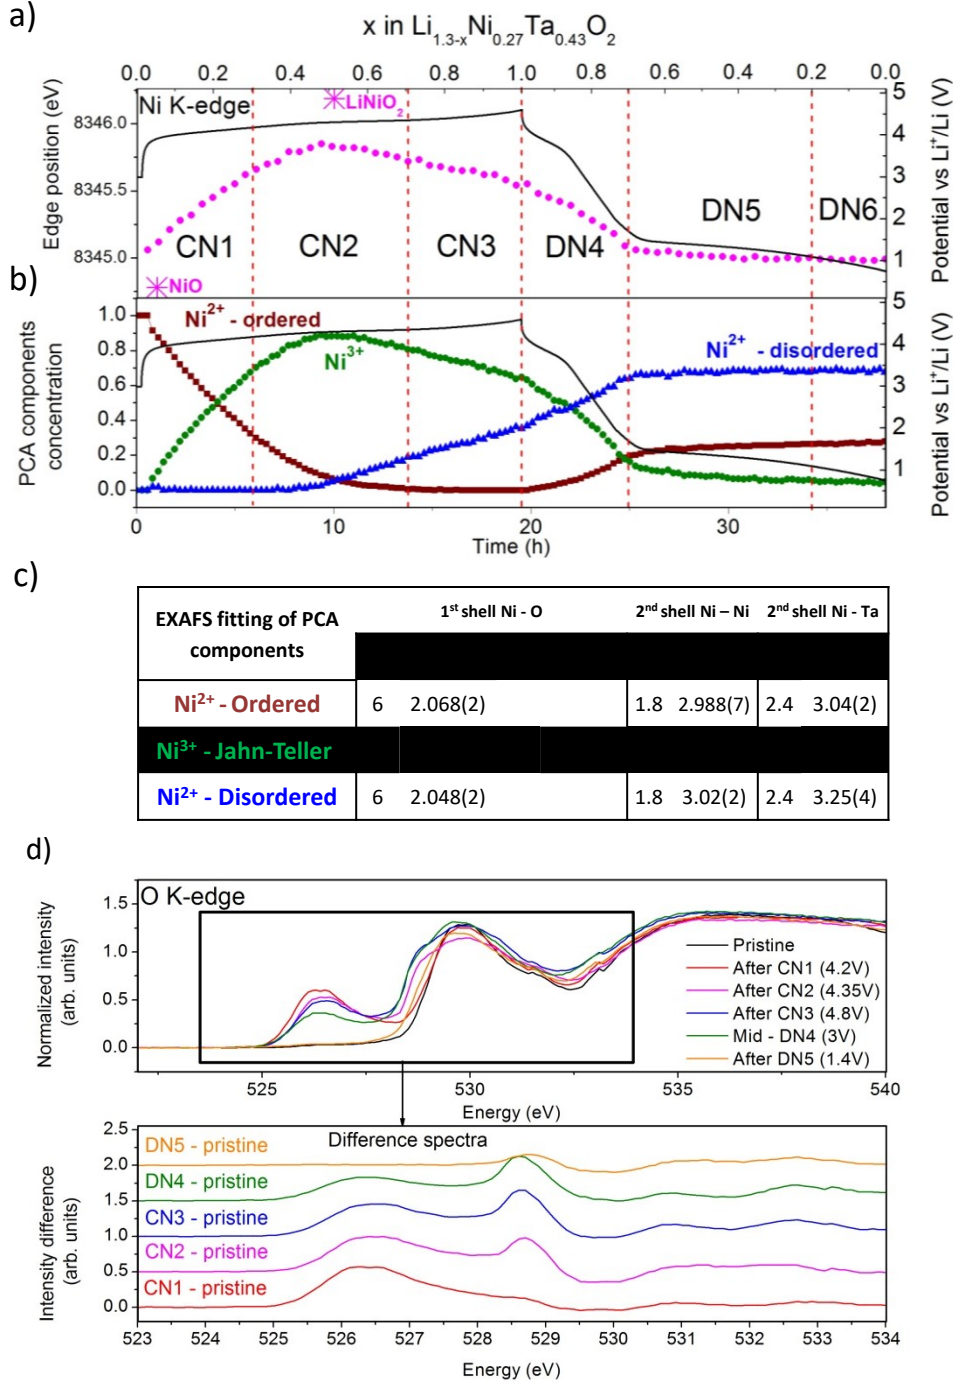 a)
x in Li1.3-xNi0.27Ta0.43O2
0.0 0.2 0.4 0.6 0.8 1.0 0.8 0.6 0.4 0.2 0.0
Ni K-edge
LiNiO2
NiO
CN1 CN2 CN3 DN4 DN5 DN6
Edge position (eV)
8346.0
8345.5
8345.0
5
4
3
2
1
Potential vs Li+/Li (V)
b)
Ni2+ - ordered
Ni3+
Ni2+ - disordered
PCA components
concentration
1.0
0.8
0.6
0.4
0.2
0.0
5
4
3
2
1
Potential vs Li+/Li (V)
0 10 20 30
Time (h)
c)
EXAFS fitting of PCA
components
1st shell Ni - O 2nd shell Ni – Ni 2nd shell Ni - Ta
Ni2+ - Ordered 6 2.068(2) 1.8 2.988(7) 2.4 3.04(2)
Ni3+ - Jahn-Teller
Ni2+ - Disordered 6 2.048(2) 1.8 3.02(2) 2.4 3.25(4)
d)
O K-edge
Normalized intensity
(arb. units)
1.5
1.0
0.5
0.0
Pristine
After CN1 (4.2V)
After CN2 (4.35V)
After CN3 (4.8V)
Mid - DN4 (3V)
After DN5 (1.4V)
525 530 535 540
Energy (eV)
Difference spectra
Intensity difference
(arb. units)
2.5
2.0
1.5
1.0
0.5
0.0
DN5 - pristine
DN4 - pristine
CN3 - pristine
CN2 - pristine
CN1 - pristine
523 524 525 526 527 528 529 530 531 532 533 534
Energy (eV)